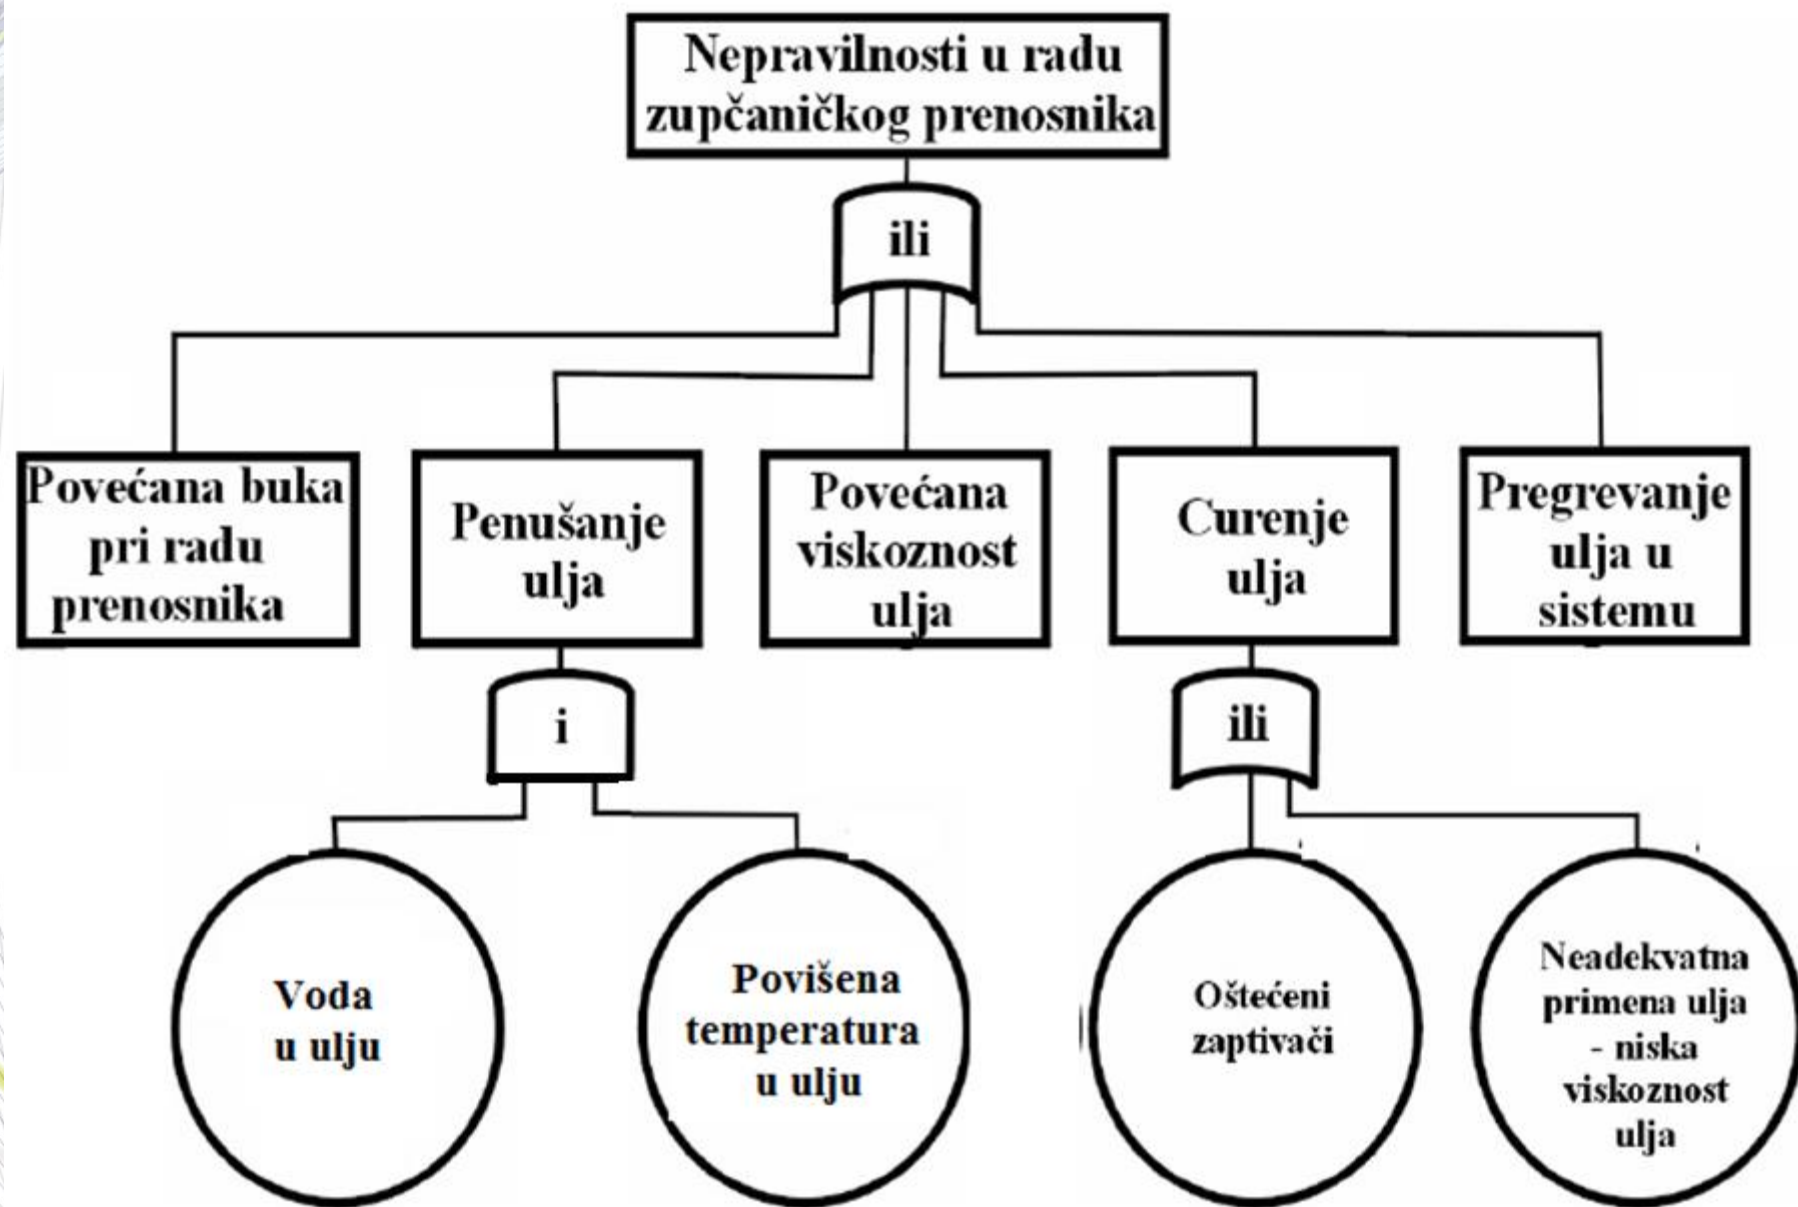 Nepravilnosti u radu
zupčaničkog prenosnika
ili
Povećana buka
pri radu
prenosnika
Penušanje
ulja
Povećana
viskoznost
ulja
Curenje
ulja
Pregrevanje
ulja u
sistemu
i
ili
Voda
u ulju
Povišena
temperatura
u ulju
Oštećeni
zaptivači
Neadekvatna
primena ulja
- niska
viskoznost
ulja